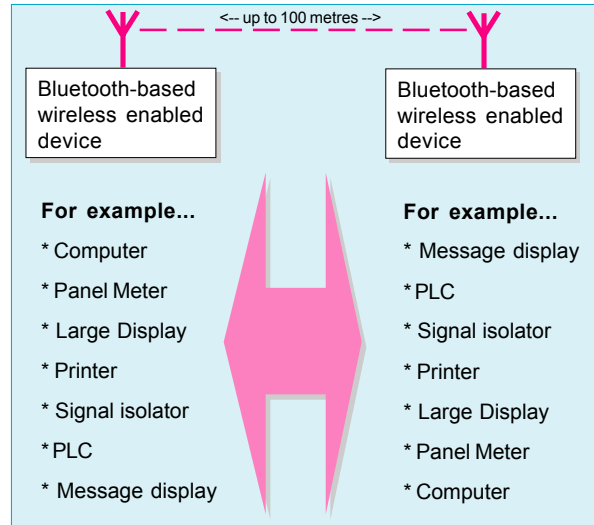 <-- up to 100 metres -->
Bluetooth-based
wireless enabled
device
Bluetooth-based
wireless enabled
device
For example...
* Computer
* Panel Meter
* Large Display
* Printer
* Signal isolator
* PLC
* Message display
For example...
* Message display
* PLC
* Signal isolator
* Printer
* Large Display
* Panel Meter
* Computer